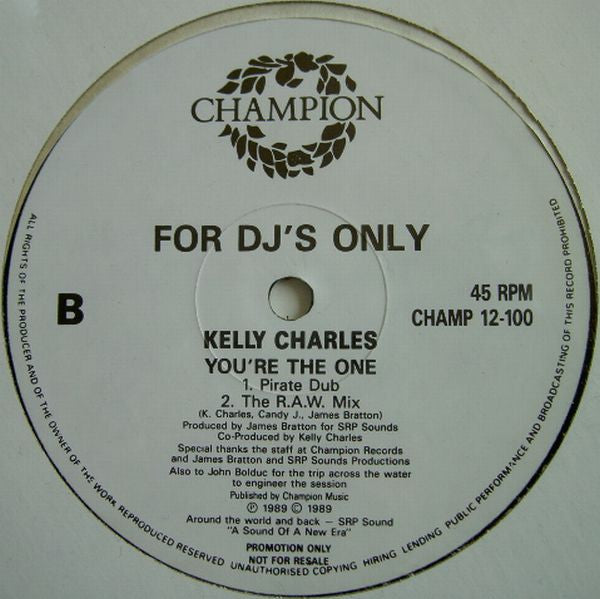 CHAMPION
FOR DJ'S ONLY
B
45 RPM
CHAMP 12-100
KELLY CHARLES
YOU'RE THE ONE
1. Pirate Dub
2. The R.A.W. Mix
(K. Charles, Candy J., James Bratton)
Produced by James Bratton for SRP Sounds
Co-Produced by Kelly Charles
Special thanks the staff at Champion Records
and James Bratton and SRP Sounds Productions
Also to John Bolduc for the trip across the water
to engineer the session
Published by Champion Music
℗ 1989 © 1989
Around the world and back – SRP Sound
"A Sound Of A New Era"
PROMOTION ONLY
NOT FOR RESALE
ALL RIGHTS OF THE PRODUCER AND OF THE OWNER OF THE WORK REPRODUCED RESERVED UNAUTHORISED COPYING HIRING LENDING PUBLIC PERFORMANCE AND BROADCASTING OF THIS RECORD PROHIBITED